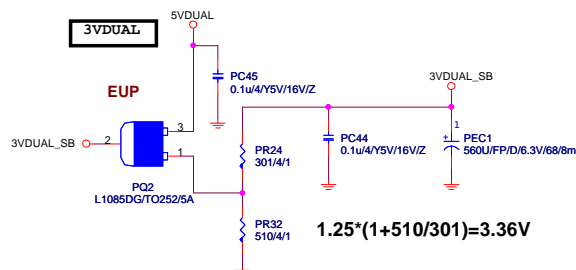 3VDUAL
5VDUAL
EUP
PC45
0.1u/4/Y5V/16V/Z
3VDUAL_SB
3VDUAL_SB
2
3
1
PQ2
L1085DG/TO252/5A
PR24
301/4/1
PC44
0.1u/4/Y5V/16V/Z
1
+
PEC1
560U/FP/D/6.3V/68/8m
PR32
510/4/1
1.25*(1+510/301)=3.36V